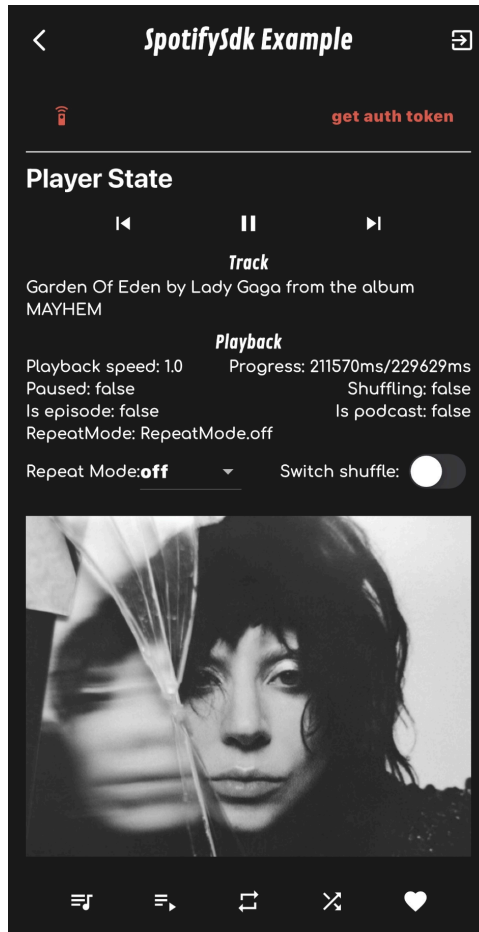 SpotifySdk Example
get auth token
Player State
Track
Garden Of Eden by Lady Gaga from the album
MAYHEM
Playback
Playback speed: 1.0 Progress: 211570ms/229629ms
Paused: false Shuffling: false
Is episode: false Is podcast: false
RepeatMode: RepeatMode.off
Repeat Mode:off Switch shuffle: